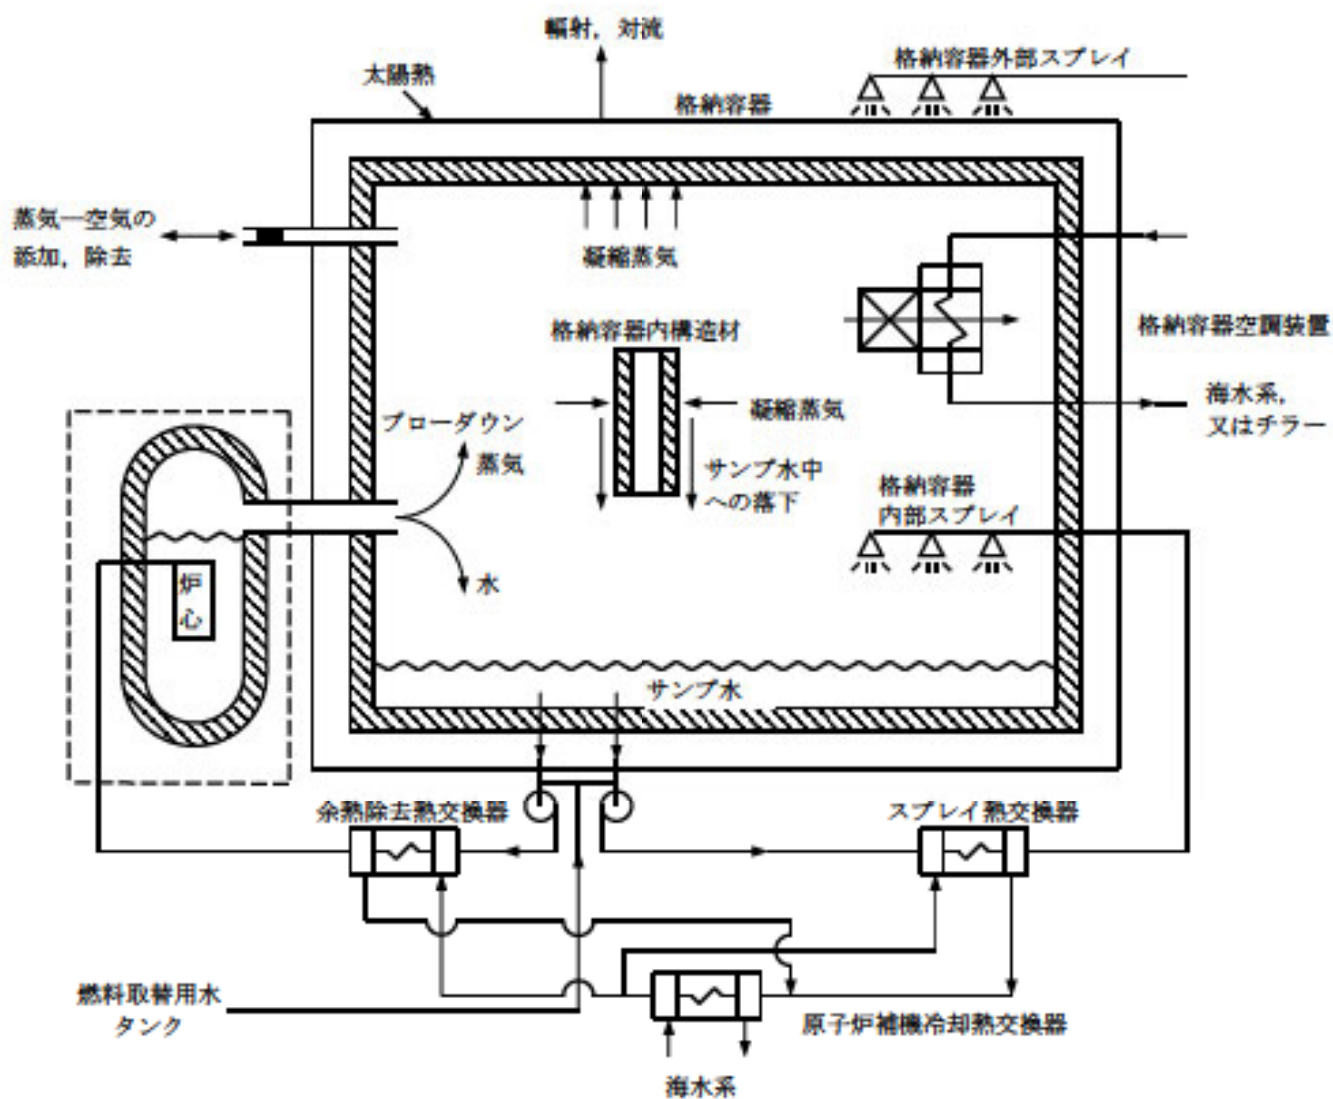 輻射，対流
格納容器外部スプレイ
太陽熱
格納容器
蒸気―空気の
添加，除去
凝縮蒸気
格納容器内構造材
格納容器空調装置
海水系，
又はチラー
ブローダウン
蒸気
凝縮蒸気
サンプ水中
への落下
格納容器
内部スプレイ
炉
心
水
サンプ水
余熱除去熱交換器
スプレイ熱交換器
燃料取替用水
タンク
原子炉補機冷却熱交換器
海水系